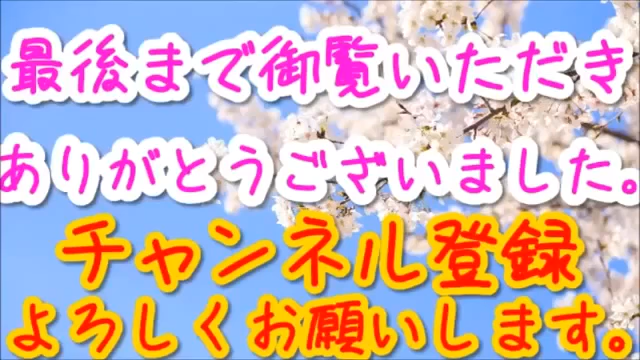 最後まで御覧いただき
ありがとうございました。
チャンネル登録
よろしくお願いします。